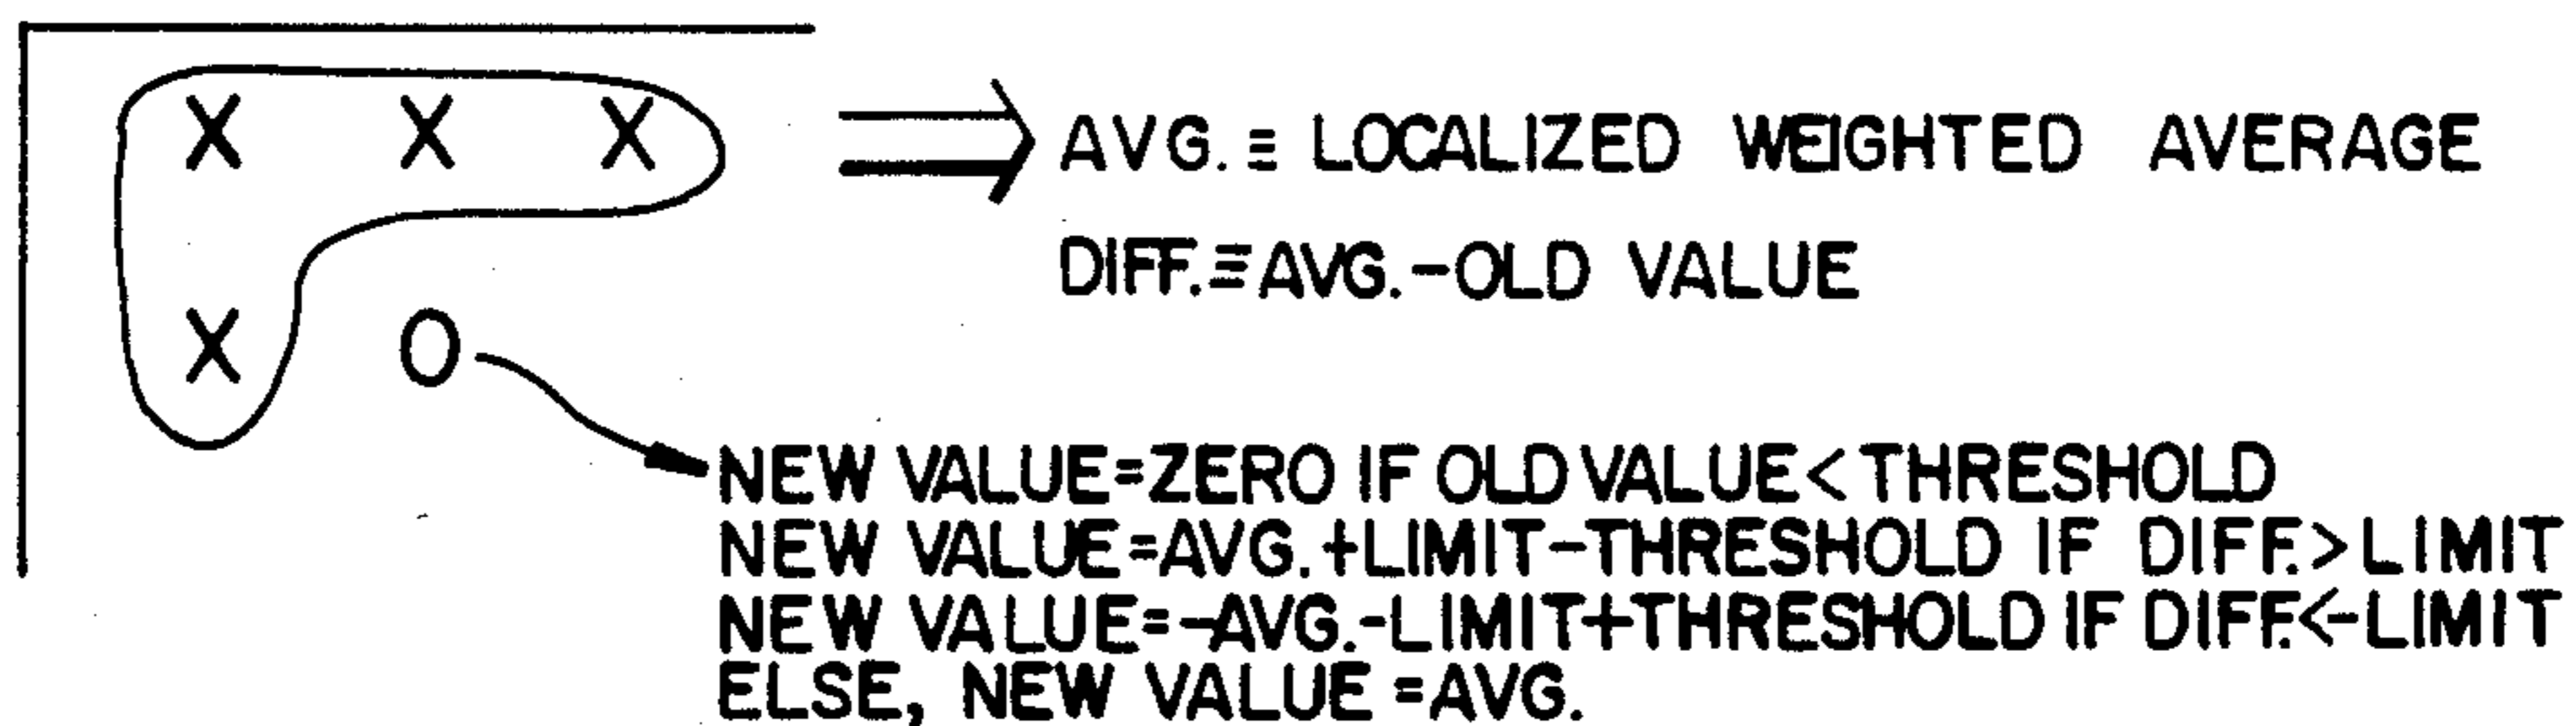 X X X
AVG. ≡ LOCALIZED WEIGHTED AVERAGE
DIFF. ≡ AVG. -OLD VALUE
X O
NEW VALUE=ZERO IF OLD VALUE< THRESHOLD
NEW VALUE=AVG.+LIMIT-THRESHOLD IF DIFF.>LIMIT
NEW VALUE=-AVG.-LIMIT+THRESHOLD IF DIFF.<-LIMIT
ELSE, NEW VALUE =AVG.